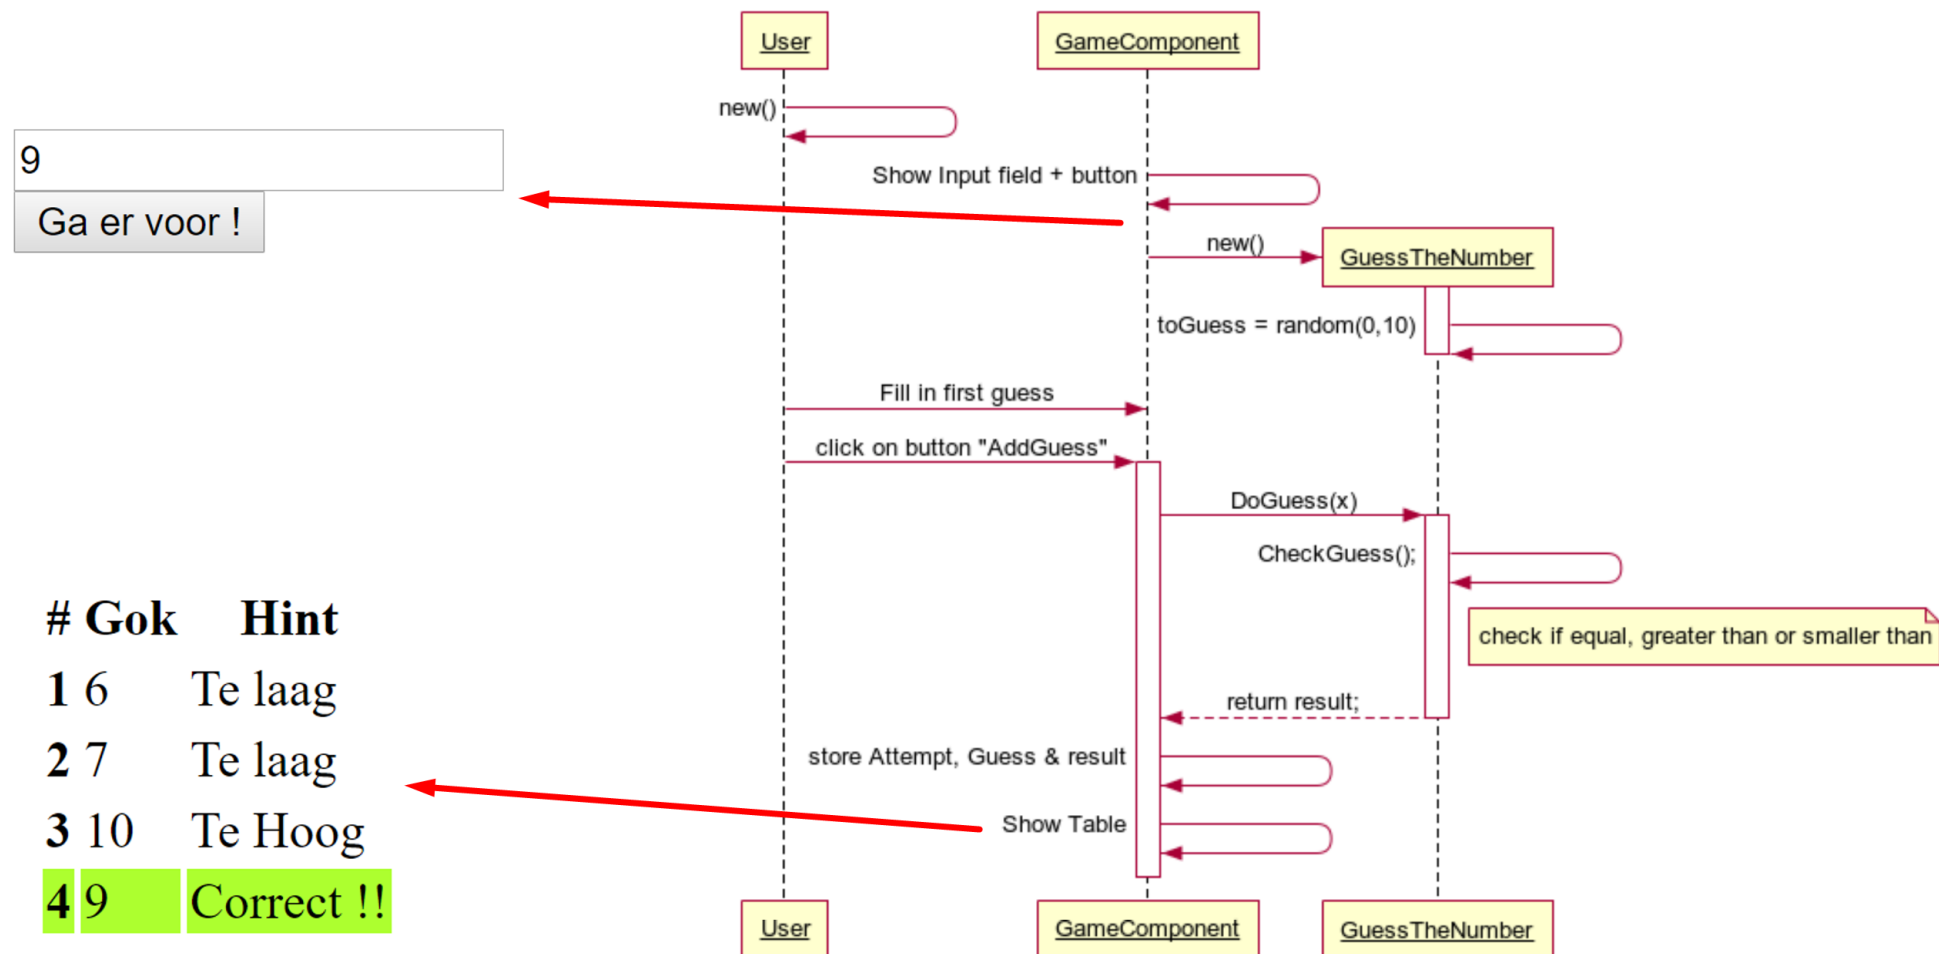 User
GameComponent
new()
9
Show Input field + button
Ga er voor !
new()
GuessTheNumber
toGuess = random(0,10)
Fill in first guess
click on button "AddGuess"
DoGuess(x)
CheckGuess();
check if equal, greater than or smaller than
return result;
store Attempt, Guess & result
Show Table
# Gok Hint
1 6 Te laag
2 7 Te laag
3 10 Te Hoog
4 9 Correct !!
User
GameComponent
GuessTheNumber